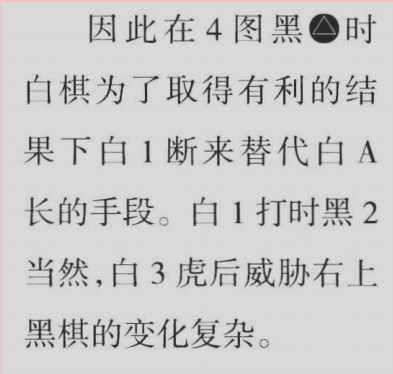 因此在4图黑▲时
白棋为了取得有利的结
果下白1断来替代白A
长的手段。白1打时黑2
当然,白3虎后威胁右上
黑棋的变化复杂。